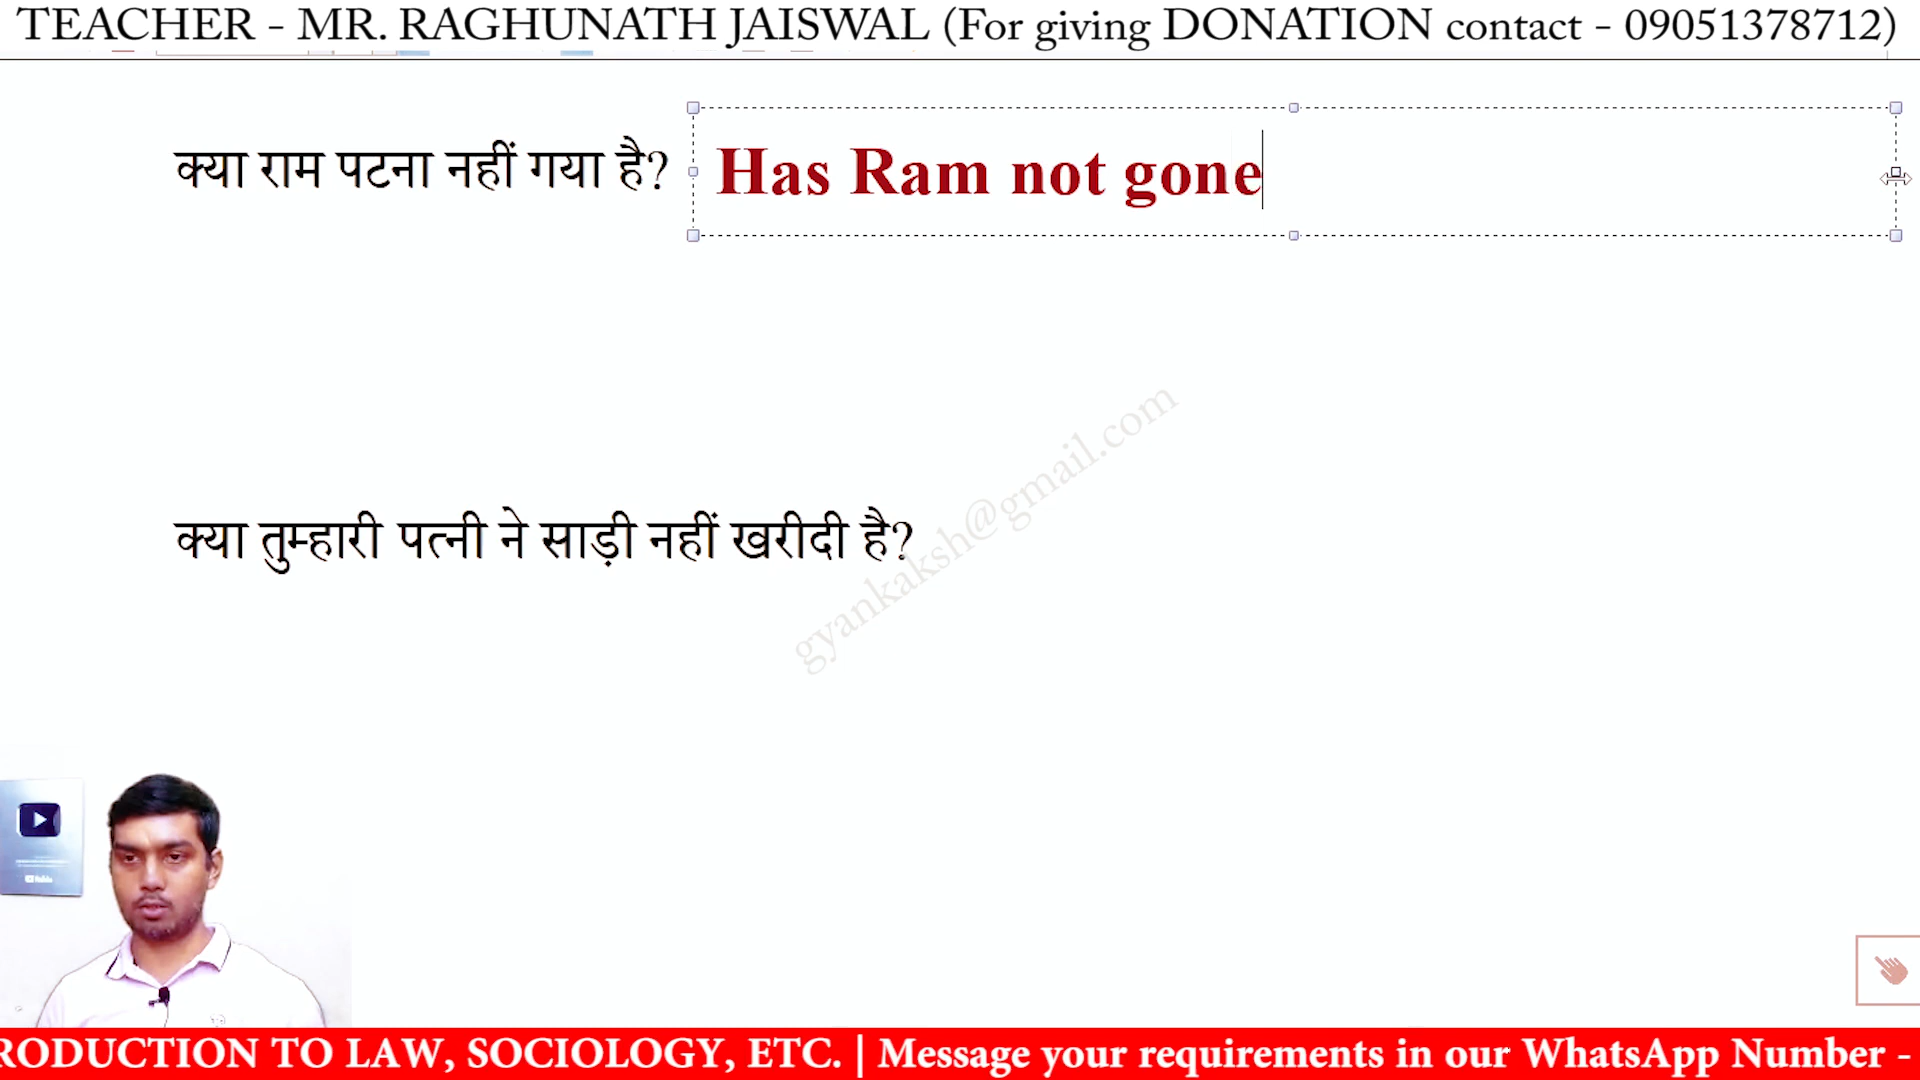 TEACHER - MR. RAGHUNATH JAISWAL (For giving DONATION contact - 09051378712)
क्या राम पटना नहीं गया है? Has Ram not gone
gyankaksh@gmail.com
क्या तुम्हारी पत्नी ने साड़ी नहीं खरीदी है?
RODUCTION TO LAW, SOCIOLOGY, ETC. | Message your requirements in our WhatsApp Number -